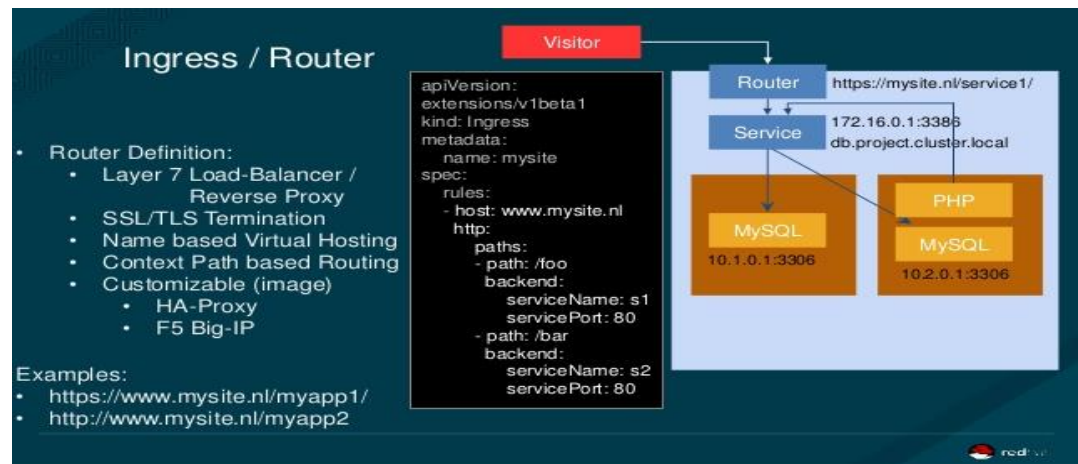 Ingress / Router
• Router Definition:
• Layer 7 Load-Balancer /
Reverse Proxy
• SSL/TLS Termination
• Name based Virtual Hosting
• Context Path based Routing
• Customizable (image)
• HA-Proxy
• F5 Big-IP
Examples:
• https://www.mysite.nl/myapp1/
• http://www.mysite.nl/myapp2
apiVersion:
extensions/v1beta1
kind: Ingress
metadata:
name: mysite
spec:
rules:
- host: www.mysite.nl
http:
paths:
- path: /foo
backend:
serviceName: s1
servicePort: 80
- path: /bar
backend:
serviceName: s2
servicePort: 80
Visitor
Router
https://mysite.nl/service1/
Service
172.16.0.1:3386
db.project.cluster.local
MySQL
10.1.0.1:3306
PHP
MySQL
10.2.0.1:3306